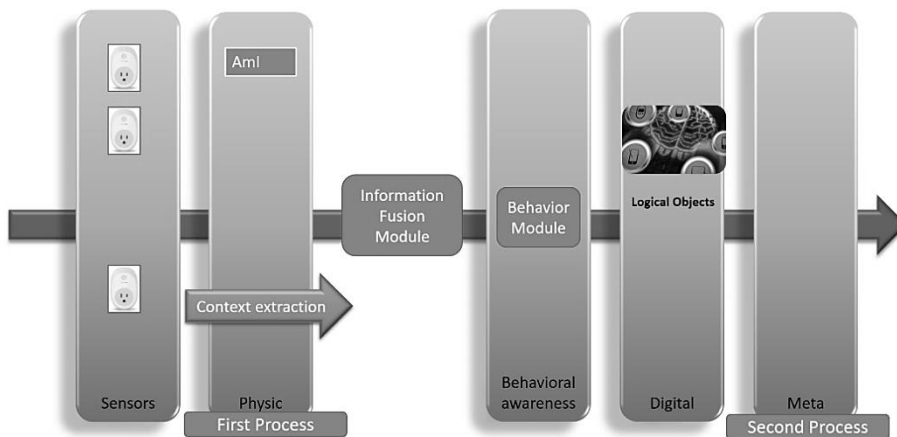 AmI
Information
Fusion
Module
Behavior
Module
Logical Objects
Context extraction
Sensors
Physic
Behavioral
awareness
Digital
Meta
First Process
Second Process